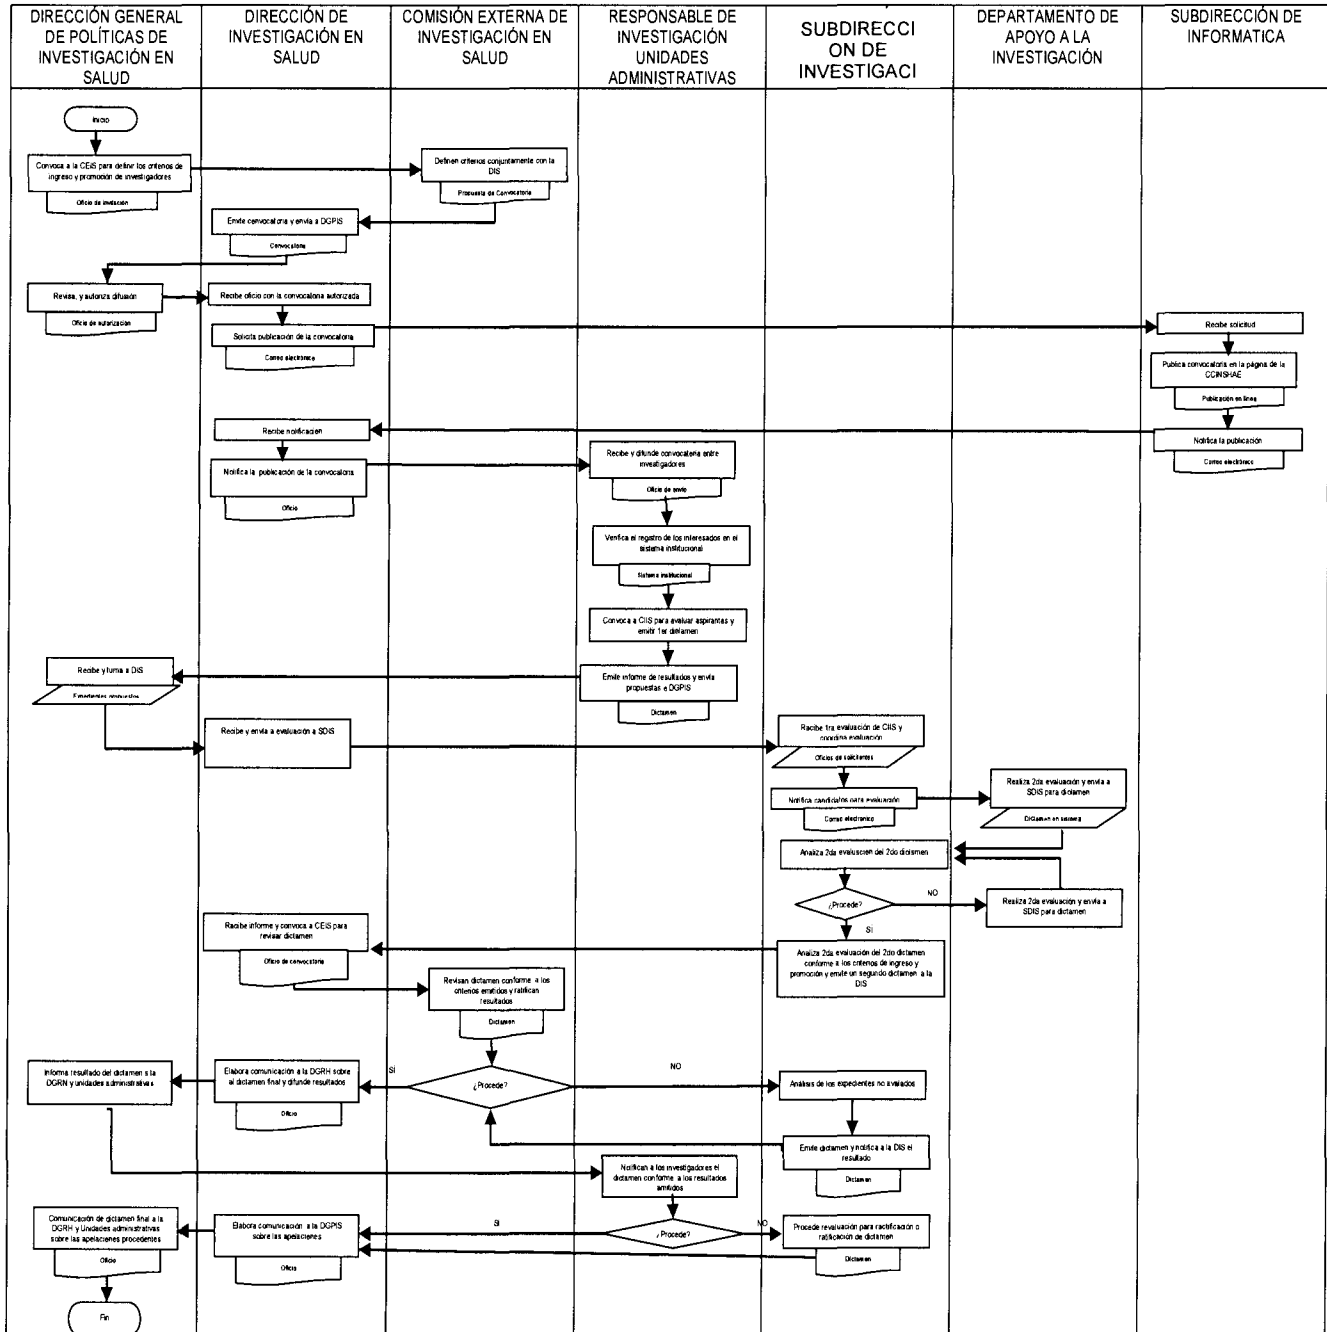 DIRECCIÓN GENERAL
DE POLÍTICAS DE
INVESTIGACIÓN EN
SALUD
DIRECCIÓN DE
INVESTIGACIÓN EN
SALUD
COMISIÓN EXTERNA DE
INVESTIGACIÓN EN
SALUD
RESPONSABLE DE
INVESTIGACIÓN
UNIDADES
ADMINISTRATIVAS
SUBDIRECCI
ON DE
INVESTIGACI
DEPARTAMENTO DE
APOYO A LA
INVESTIGACIÓN
SUBDIRECCIÓN DE
INFORMATICA
Inicio
Convoca a la CEIS para definir los criterios de
ingreso y promoción de investigadores
Oficio de invitación
Definen criterios conjuntamente con la
DIS
Propuesta de Convocatoria
Emite convocatoria y envía a DGPIS
Convocatoria
Revisa, y autoriza difusión
Oficio de autorización
Recibe oficio con la convocatoria autorizada
Solicita publicación de la convocatoria
Correo electrónico
Recibe solicitud
Publica convocatoria en la página de la
CCINSHAE
Publicación en línea
Notifica la publicación
Correo electrónico
Recibe notificación
Notifica la publicación de la convocatoria
Oficio
Recibe y difunde convocatoria entre
investigadores
Oficio de envío
Verifica el registro de los interesados en el
sistema institucional
Sistema institucional
Convoca a CIIS para evaluar aspirantes y
emitir 1er dictamen
Emite informe de resultados y envía
propuestas a DGPIS
Dictamen
Recibe y turna a DIS
Expedientes propuestos
Recibe y envía a evaluación a SDIS
Recibe 1ra evaluación de CIIS y
coordina evaluación
Oficios de solicitantes
Notifica candidatos para evaluación
Correo electrónico
Realiza 2da evaluación y envía a
SDIS para dictamen
Dictamen en sistema
Analiza 2da evaluación del 2do dictamen
¿Procede?
NO
Realiza 2da evaluación y envía a
SDIS para dictamen
SI
Analiza 2da evaluación del 2do dictamen
conforme a los criterios de ingreso y
promoción y emite un segundo dictamen a la
DIS
Recibe informe y convoca a CEIS para
revisar dictamen
Oficio de convocatoria
Revisan dictamen conforme a los
criterios emitidos y ratifican
resultados
Dictamen
¿Procede?
SI
NO
Elabora comunicación a la DGRH sobre
al dictamen final y difunde resultados
Oficio
Informa resultado del dictamen a la
DGRN y unidades administrativas
Análisis de los expedientes no avalados
Emite dictamen y notifica a la DIS el
resultado
Dictamen
Notifican a los investigadores el
dictamen conforme a los resultados
emitidos
¿Procede?
SI
NO
Procede revaluación para ractificación o
ratificación de dictamen
Dictamen
Elabora comunicación a la DGPIS
sobre las apelaciones
Oficio
Comunicación de dictamen final a la
DGRH y Unidades administrativas
sobre las apelaciones procedentes
Oficio
Fin